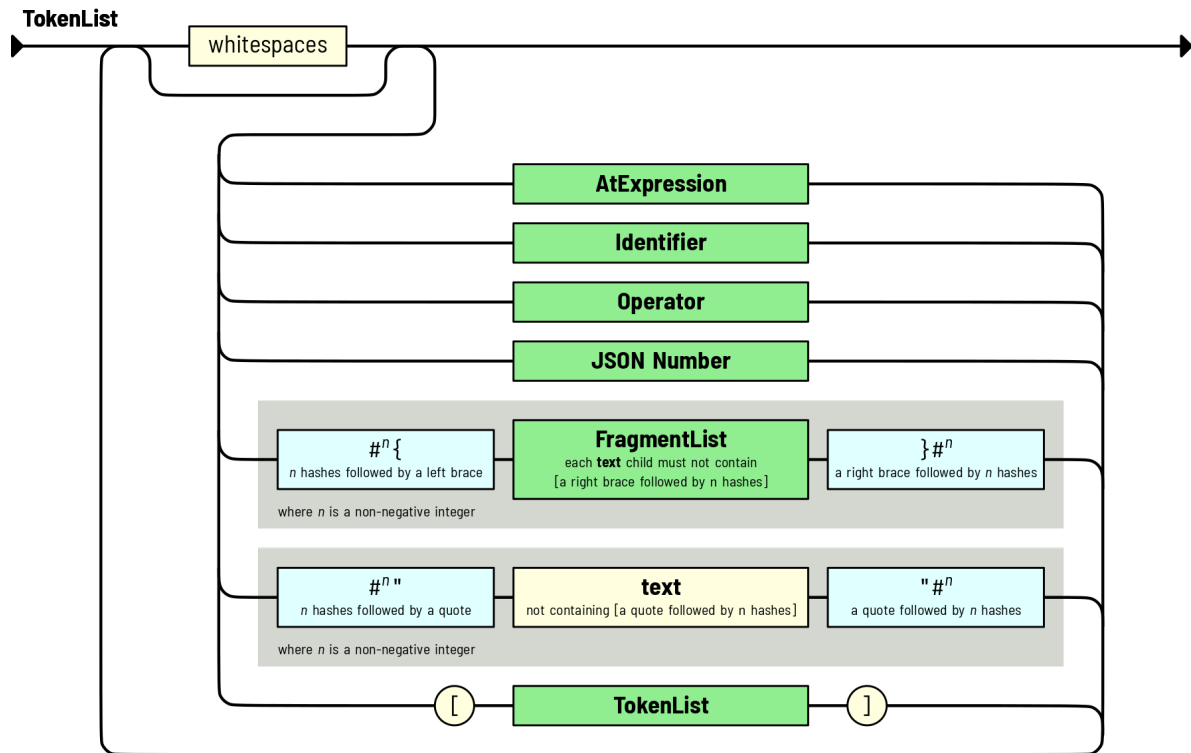 TokenList
whitespaces
AtExpression
Identifier
Operator
JSON Number
#ⁿ{
n hashes followed by a left brace
FragmentList
each text child must not contain
[a right brace followed by n hashes]
}#ⁿ
a right brace followed by n hashes
where n is a non-negative integer
#ⁿ"
n hashes followed by a quote
text
not containing [a quote followed by n hashes]
"#ⁿ
a quote followed by n hashes
where n is a non-negative integer
[
TokenList
]